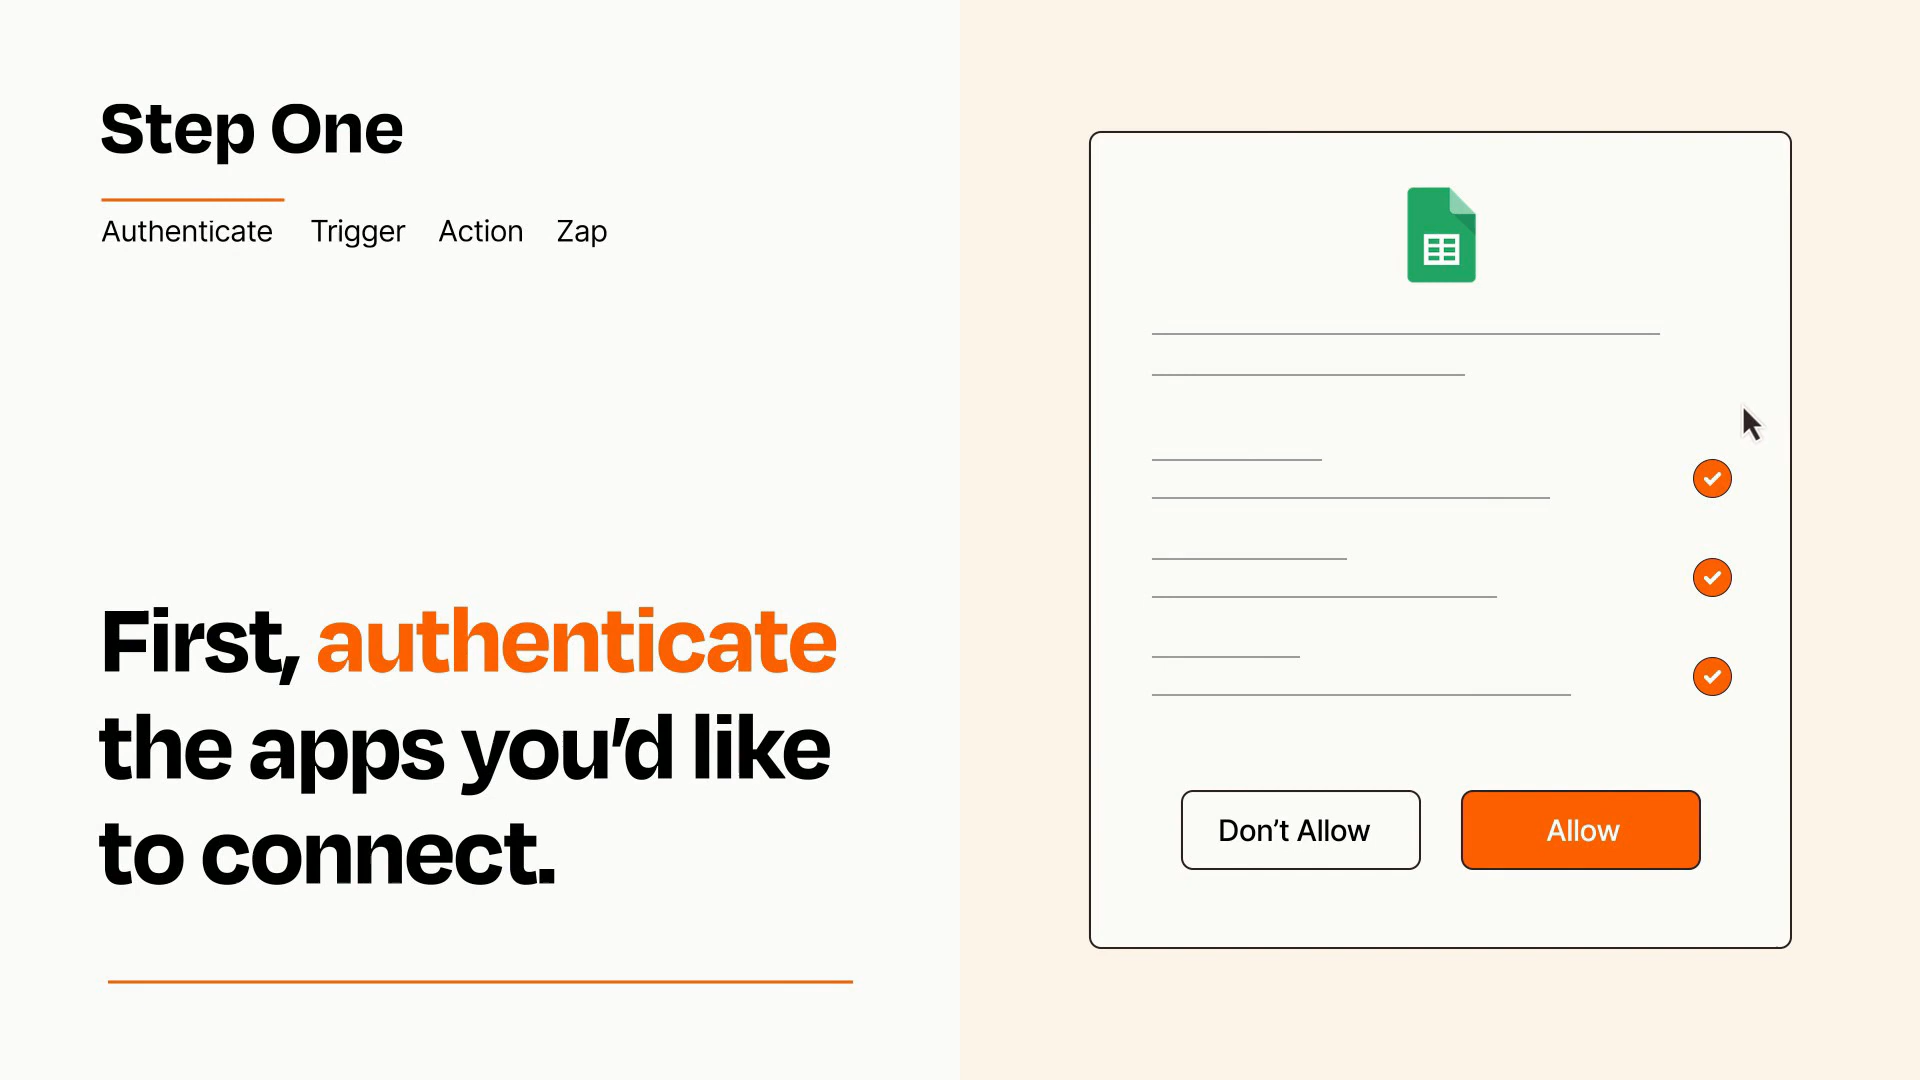 Step One
Authenticate Trigger Action Zap
First, authenticate
the apps you’d like
to connect.
Don’t Allow
Allow